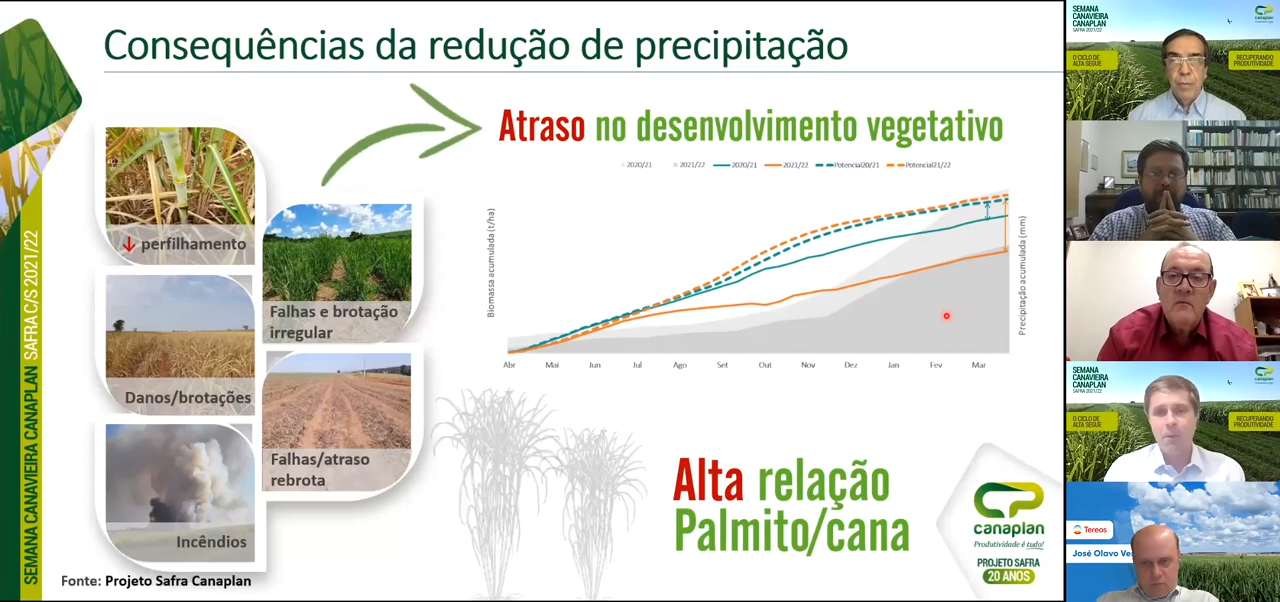 Consequências da redução de precipitação
Atraso no desenvolvimento vegetativo
2020/21
2021/22
2020/21
2021/22
Potencial20/21
Potencial21/22
Biomassa acumulada (t/ha)
Precipitação acumulada (mm)
Abr
Mai
Jun
Jul
Ago
Set
Out
Nov
Dez
Jan
Fev
Mar
perfilhamento
Falhas e brotação
irregular
Danos/brotações
Falhas/atraso
rebrota
Incêndios
Alta relação
Palmito/cana
canaplan
Produtividade é tudo!
PROJETO SAFRA
20 ANOS
Fonte: Projeto Safra Canaplan
SEMANA CANAVIEIRA CANAPLAN SAFRA C/S 2021/22
SEMANA
CANAVIEIRA
CANAPLAN
SAFRA 2021/22
canaplan
O CICLO DE
ALTA SEGUE
RECUPERANDO
PRODUTIVIDADE
SEMANA
CANAVIEIRA
CANAPLAN
SAFRA 2021/22
canaplan
O CICLO DE
ALTA SEGUE
RECUPERANDO
PRODUTIVIDADE
Tereos
José Olavo